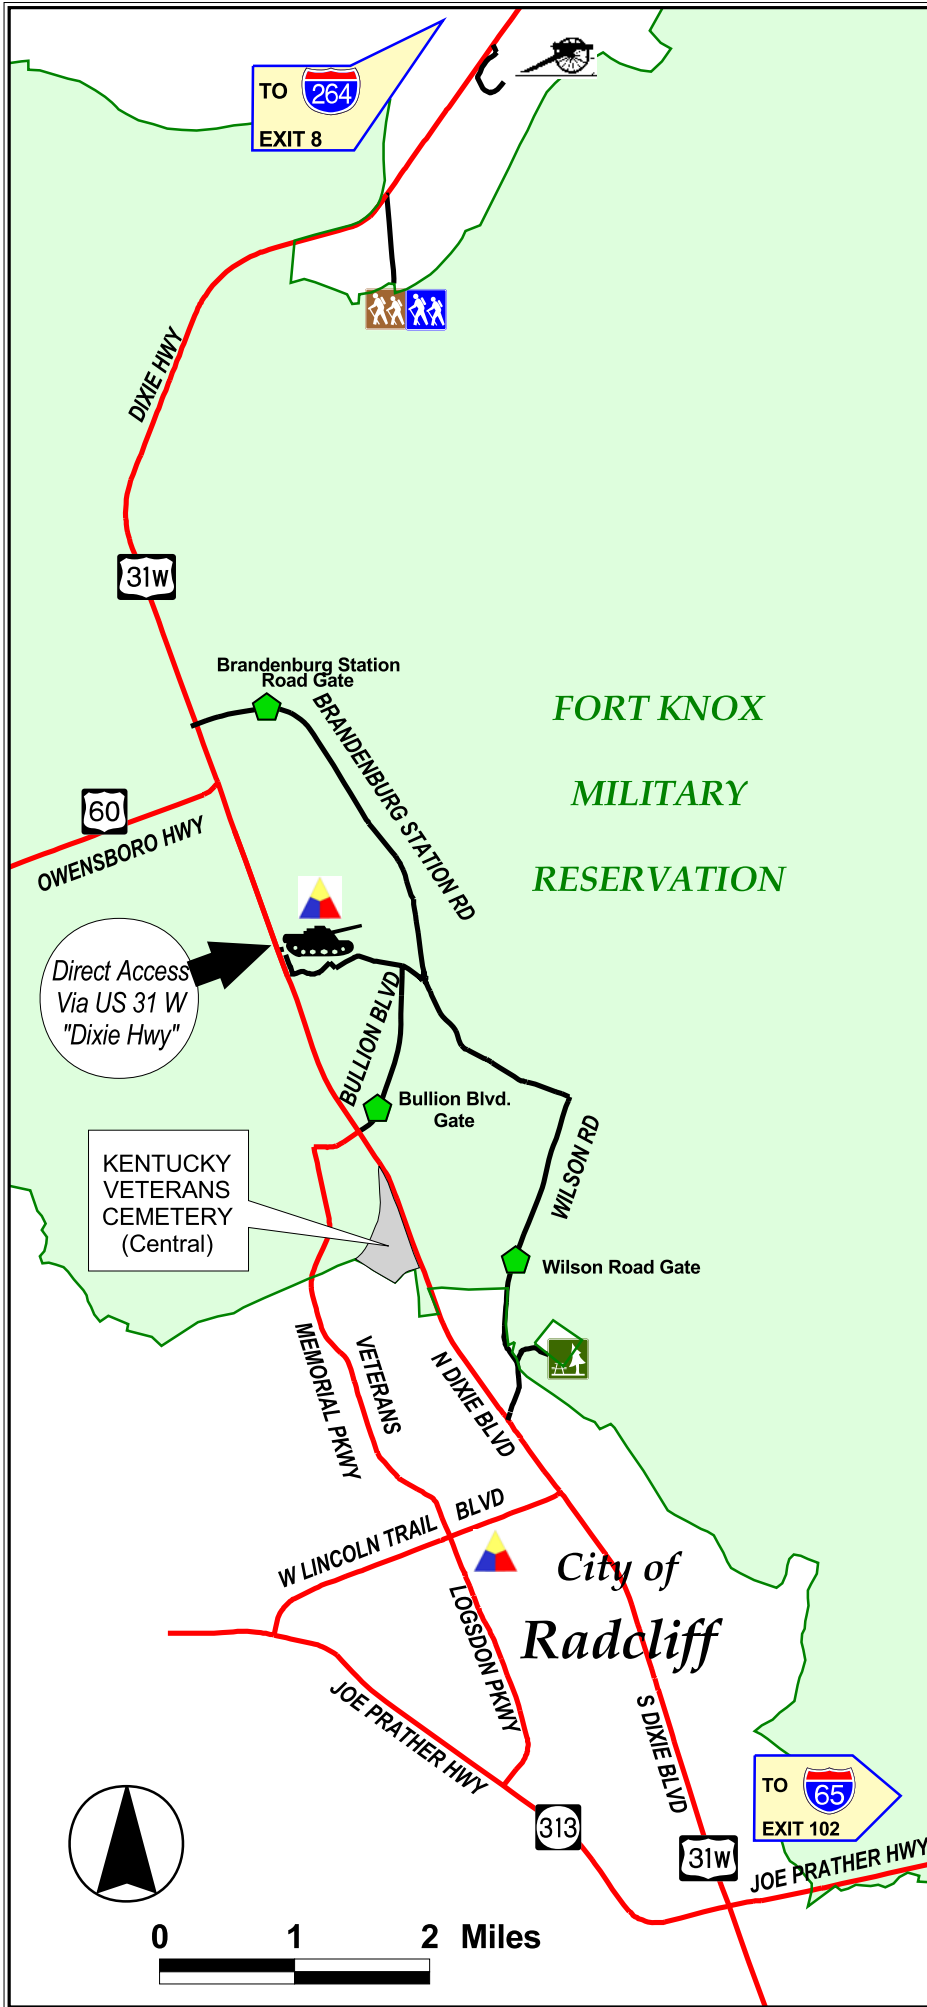 TO 264
EXIT 8
DIXIE HWY
31W
Brandenburg Station
Road Gate
BRANDENBURG STATION RD
FORT KNOX
MILITARY
RESERVATION
60
OWENSBORO HWY
Direct Access
Via US 31 W
"Dixie Hwy"
BULLION BLVD
Bullion Blvd.
Gate
KENTUCKY
VETERANS
CEMETERY
(Central)
WILSON RD
Wilson Road Gate
VETERANS
MEMORIAL PKWY
N DIXIE BLVD
W LINCOLN TRAIL BLVD
City of
Radcliff
LOGSDON PKWY
JOE PRATHER HWY
S DIXIE BLVD
TO 65
EXIT 102
313
31W
JOE PRATHER HWY
0 1 2 Miles